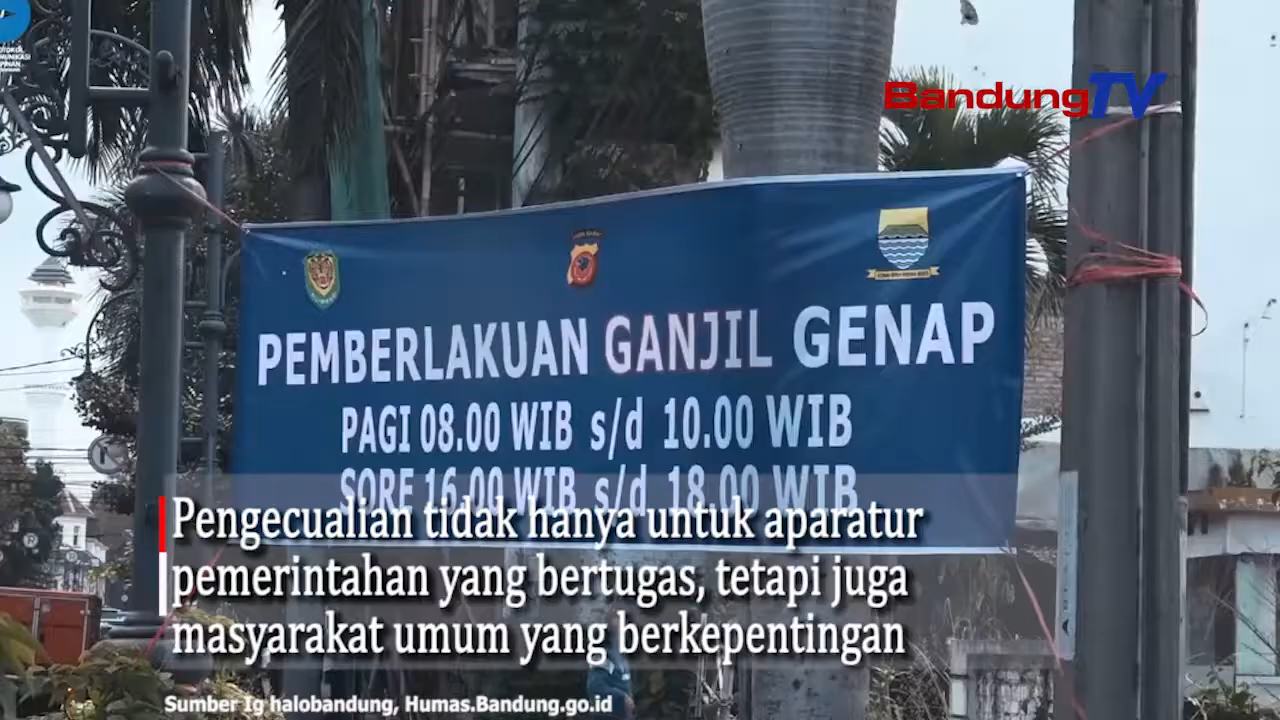 BandungTV
PEMBERLAKUAN GANJIL GENAP
PAGI 08.00 WIB s/d 10.00 WIB
SORE 16.00 WIB s/d 18.00 WIB
Pengecualian tidak hanya untuk aparatur
pemerintahan yang bertugas, tetapi juga
masyarakat umum yang berkepentingan
Sumber Ig halobandung, Humas.Bandung.go.id